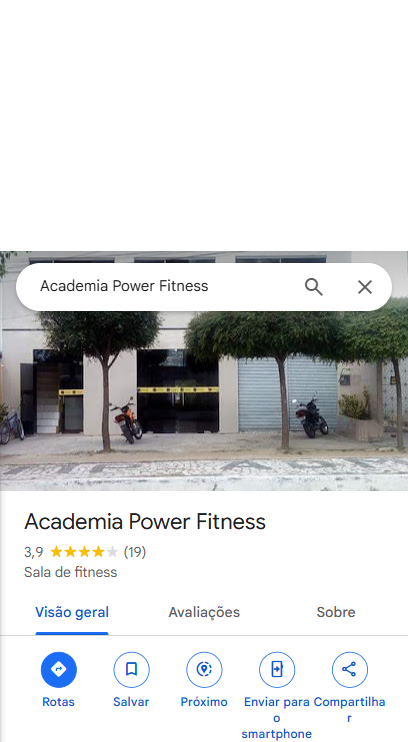 Academia Power Fitness
Academia Power Fitness
3,9 (19)
Sala de fitness
Visão geral Avaliações Sobre
Rotas Salvar Próximo Enviar para o smartphone Compartilhar